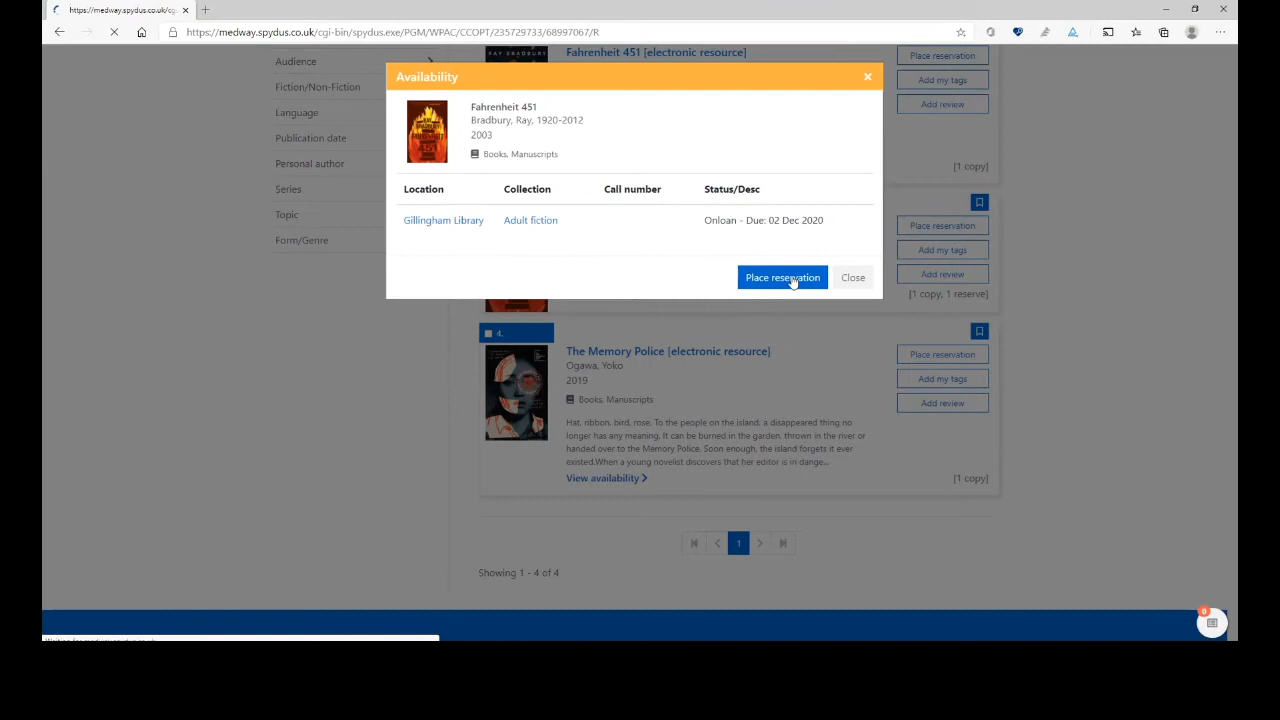 https://medway.spydus.co.uk/cg
https://medway.spydus.co.uk/cgi-bin/spydus.exe/PGM/WPAC/CCOPT/235729733/68997067/R
Audience
Fiction/Non-Fiction
Language
Publication date
Personal author
Series
Topic
Form/Genre
Fahrenheit 451 [electronic resource]
Place reservation
Add my tags
Add review
[1 copy]
Availability
Fahrenheit 451
Bradbury, Ray, 1920-2012
2003
Books, Manuscripts
Location Collection Call number Status/Desc
Gillingham Library Adult fiction Onloan - Due: 02 Dec 2020
Place reservation Close
Place reservation
Add my tags
Add review
[1 copy, 1 reserve]
4.
The Memory Police [electronic resource]
Ogawa, Yoko
2019
Books, Manuscripts
Hat, ribbon, bird, rose. To the people on the island, a disappeared thing no
longer has any meaning. It can be burned in the garden, thrown in the river or
handed over to the Memory Police. Soon enough, the island forgets it ever
existed.When a young novelist discovers that her editor is in dange...
View availability
Place reservation
Add my tags
Add review
[1 copy]
1
Showing 1 - 4 of 4
0